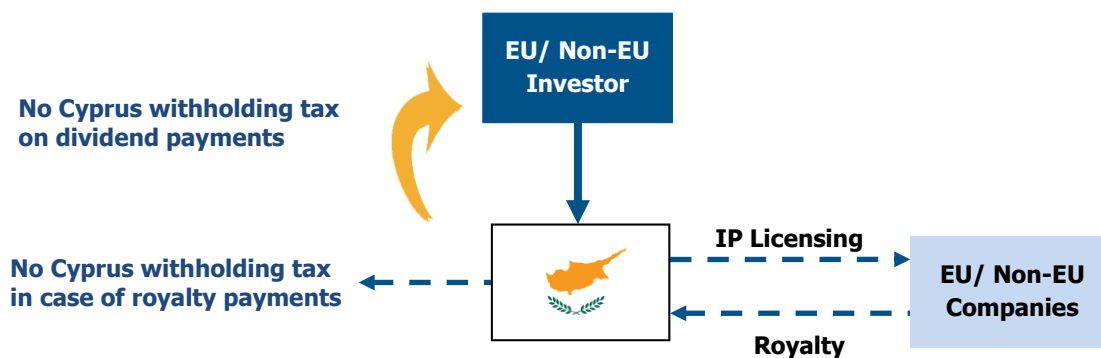 EU/ Non-EU
Investor
No Cyprus withholding tax
on dividend payments
IP Licensing
No Cyprus withholding tax
in case of royalty payments
EU/ Non-EU
Companies
Royalty